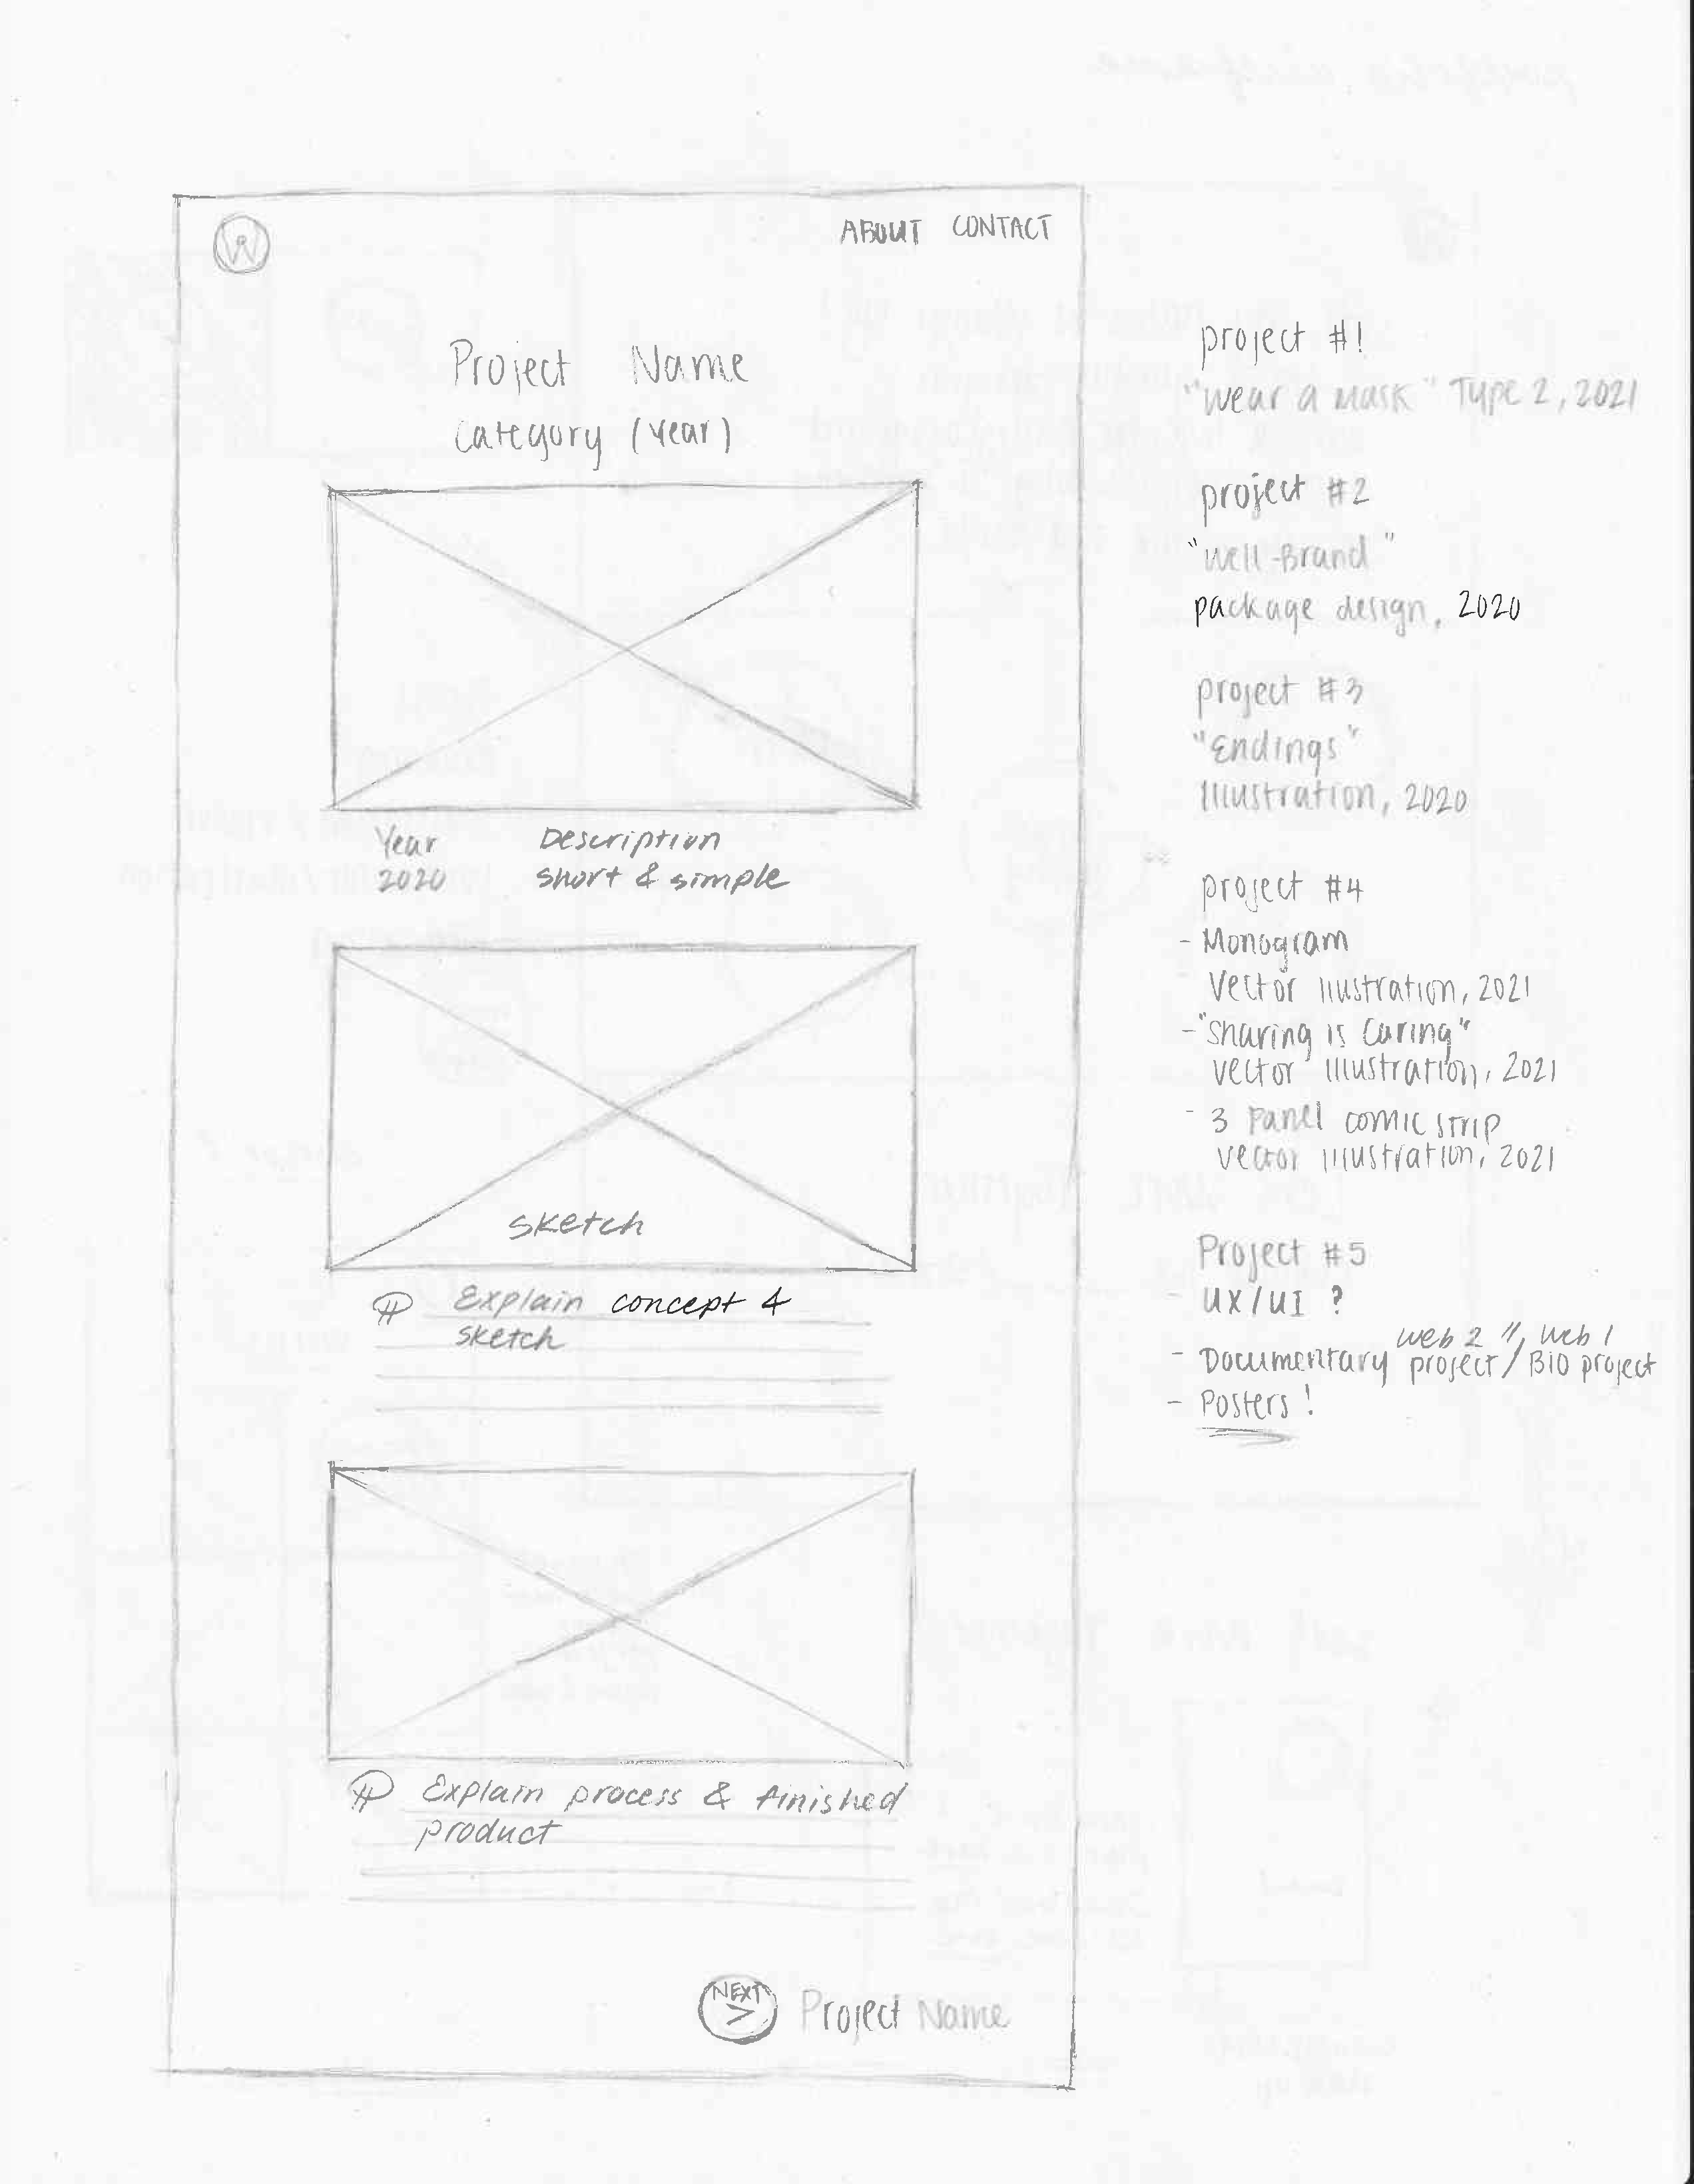 W
ABOUT CONTACT
Project Name
Category (Year)
Year
2020
Description
short & simple
sketch
Explain concept &
sketch
Explain process & finished
product
NEXT
>
Project Name
project #1
"Wear a Mask" Type 2, 2021
project #2
"Well-Brand"
package design, 2020
project #3
"Endings"
Illustration, 2020
project #4
- Monogram
Vector Illustration, 2021
- "Sharing is Caring"
vector Illustration, 2021
- 3 Panel comic strip
vector Illustration, 2021
Project #5
- UX/UI ?
web 2 //, Web 1
- Documentary project / Bio project
- Posters!